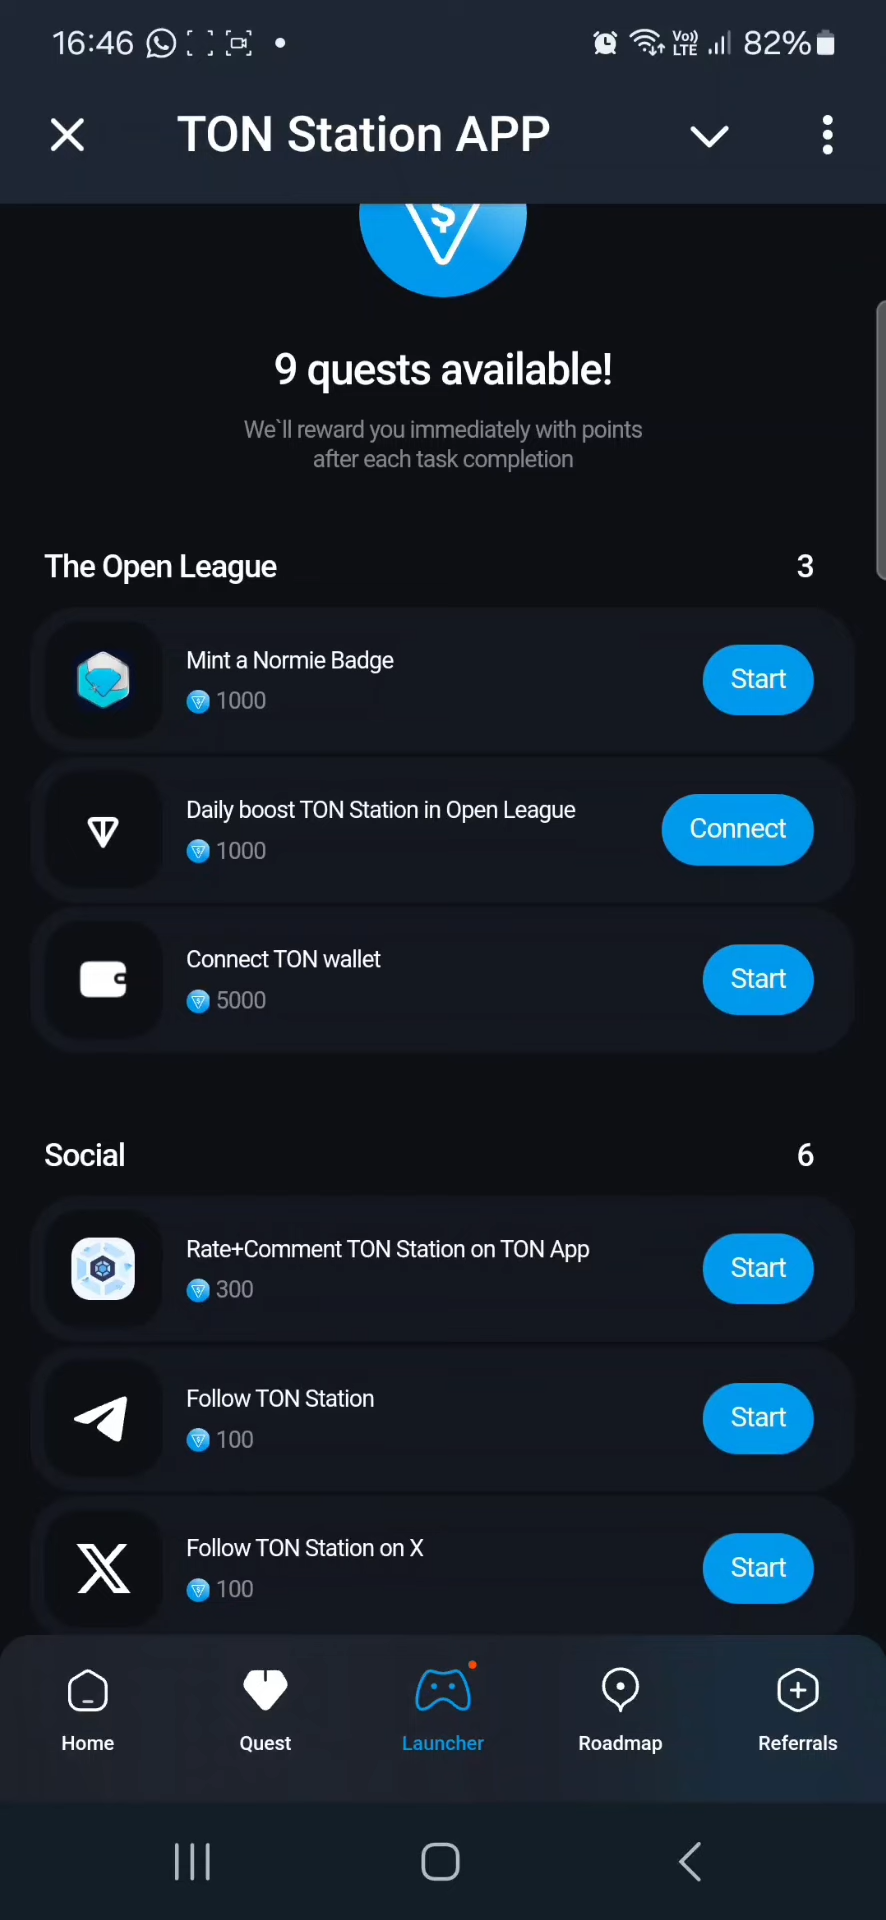 16:46
Vo)) LTE
82%
TON Station APP
$
9 quests available!
We`ll reward you immediately with points
after each task completion
The Open League
3
Mint a Normie Badge
1000
Start
Daily boost TON Station in Open League
1000
Connect
Connect TON wallet
5000
Start
Social
6
Rate+Comment TON Station on TON App
300
Start
Follow TON Station
100
Start
Follow TON Station on X
100
Start
Home
Quest
Launcher
Roadmap
Referrals